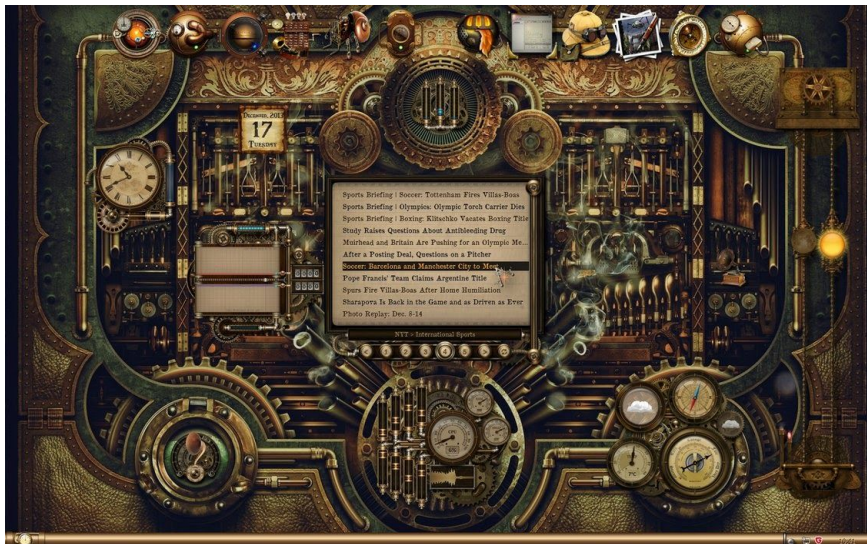 December, 2013
17
Tuesday
Sports Briefing | Soccer: Tottenham Fires Villas-Boas
Sports Briefing | Olympics: Olympic Torch Carrier Dies
Sports Briefing | Boxing: Klitschko Vacates Boxing Title
Study Raises Questions About Antibleeding Drug
Muirhead and Britain Are Pushing for an Olympic Me...
After a Posting Deal, Questions on a Pitcher
Soccer: Barcelona and Manchester City to Meet
Pope Francis' Team Claims Argentine Title
Spurs Fire Villas-Boas After Home Humiliation
Sharapova Is Back in the Game and as Driven as Ever
Photo Replay: Dec. 8-14
NYT > International Sports
CPU
7°C